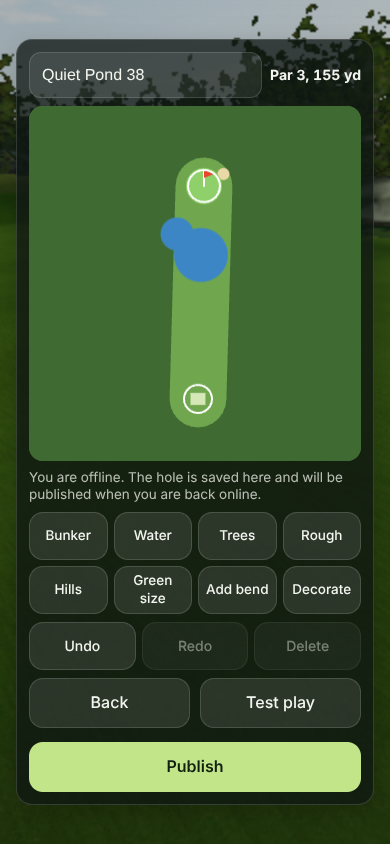 Quiet Pond 38
Par 3, 155 yd
You are offline. The hole is saved here and will be
published when you are back online.
Bunker
Water
Trees
Rough
Hills
Green
size
Add bend
Decorate
Undo
Redo
Delete
Back
Test play
Publish